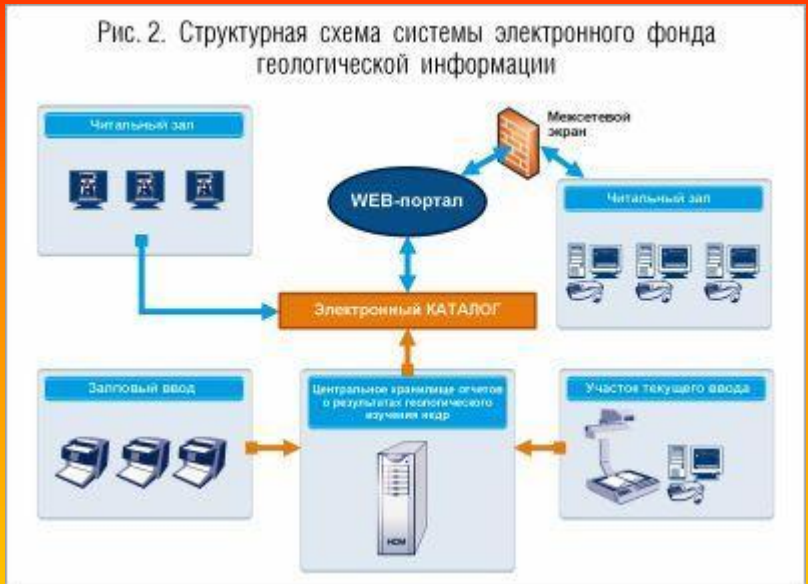 Рис. 2. Структурная схема системы электронного фонда
геологической информации
Читальный зал
Межсетевой
экран
WEB-портал
Читальный зал
Электронный КАТАЛОГ
Залповый ввод
Центральное хранилище отчетов
о результатах геологического
изучения недр
Участок текущего ввода
HCM